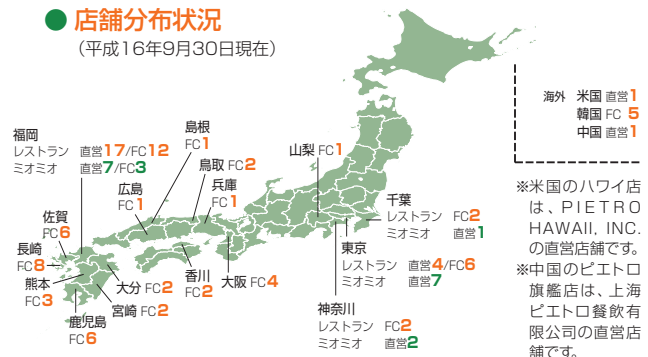 ● 店舗分布状況
（平成16年9月30日現在）
海外 米国 直営1
韓国 FC 5
中国 直営1
福岡
レストラン 直営17/FC12
ミオミオ 直営7/FC3
島根
FC1
鳥取 FC2
兵庫
FC1
広島
FC1
山梨 FC1
佐賀
FC6
長崎
FC8
熊本
FC3
鹿児島
FC6
宮崎 FC2
大分 FC2
香川
FC2
大阪 FC4
千葉
レストラン FC2
ミオミオ 直営1
東京
レストラン 直営4/FC6
ミオミオ 直営7
神奈川
レストラン FC2
ミオミオ 直営2
※米国のハワイ店
は、PIETRO
HAWAII, INC.
の直営店舗です。
※中国のピエトロ
旗艦店は、上海
ピエトロ餐飲有
限公司の直営店
舗です。